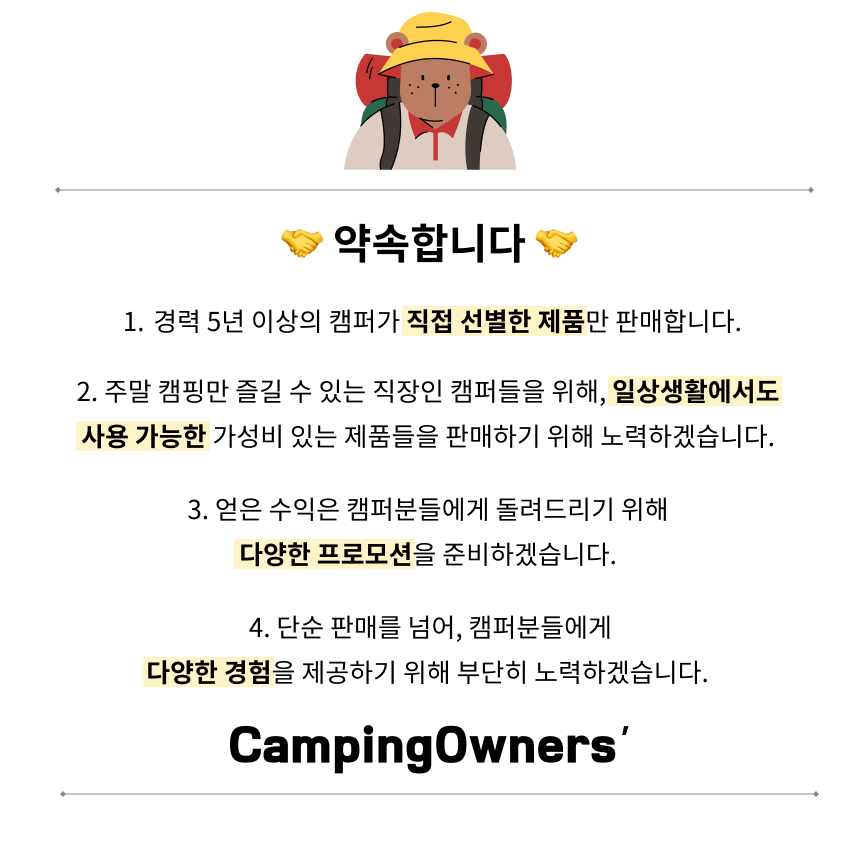 🤝 약속합니다 🤝
1. 경력 5년 이상의 캠퍼가 직접 선별한 제품만 판매합니다.
2. 주말 캠핑만 즐길 수 있는 직장인 캠퍼들을 위해, 일상생활에서도
사용 가능한 가성비 있는 제품들을 판매하기 위해 노력하겠습니다.
3. 얻은 수익은 캠퍼분들에게 돌려드리기 위해
다양한 프로모션을 준비하겠습니다.
4. 단순 판매를 넘어, 캠퍼분들에게
다양한 경험을 제공하기 위해 부단히 노력하겠습니다.
CampingOwners′